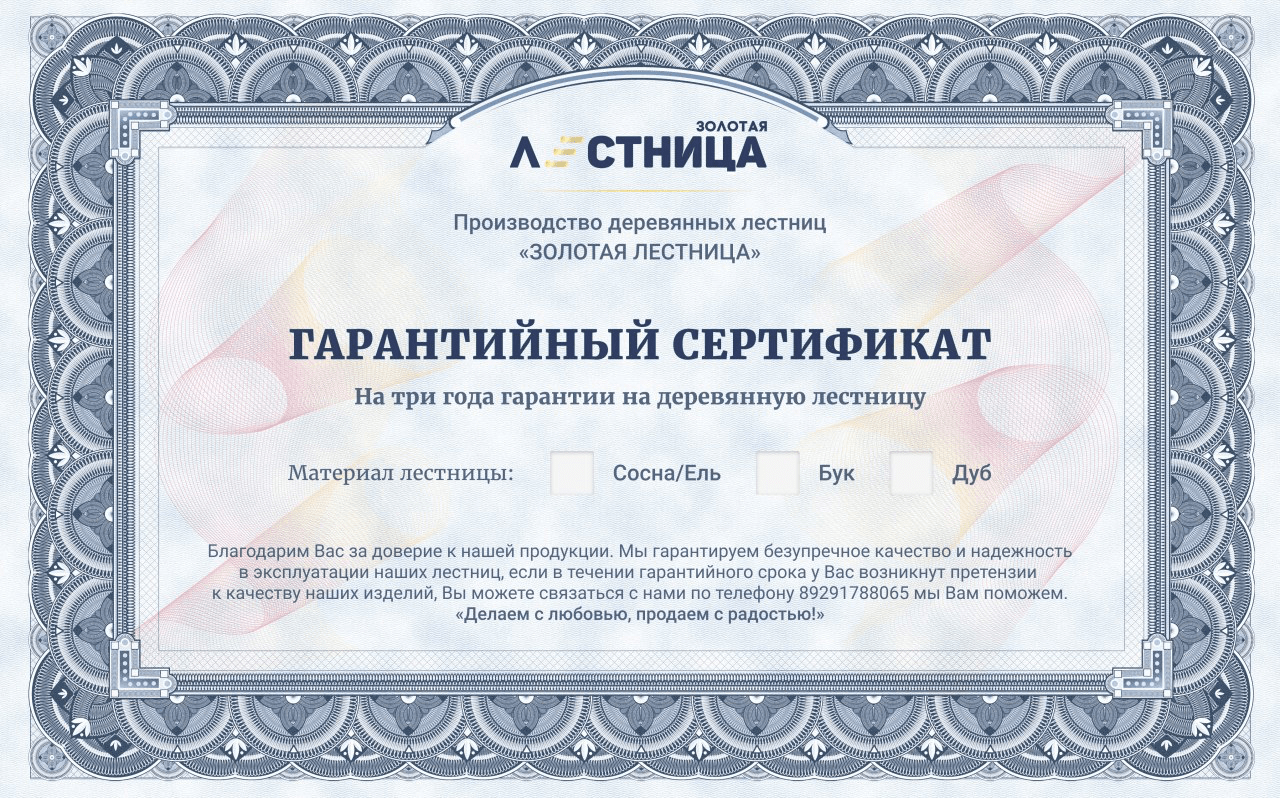 ЗОЛОТАЯ
ЛЕСТНИЦА
Производство деревянных лестниц
«ЗОЛОТАЯ ЛЕСТНИЦА»
ГАРАНТИЙНЫЙ СЕРТИФИКАТ
На три года гарантии на деревянную лестницу
Материал лестницы: Сосна/Ель Бук Дуб
Благодарим Вас за доверие к нашей продукции. Мы гарантируем безупречное качество и надежность
в эксплуатации наших лестниц, если в течении гарантийного срока у Вас возникнут претензии
к качеству наших изделий, Вы можете связаться с нами по телефону 89291788065 мы Вам поможем.
«Делаем с любовью, продаем с радостью!»